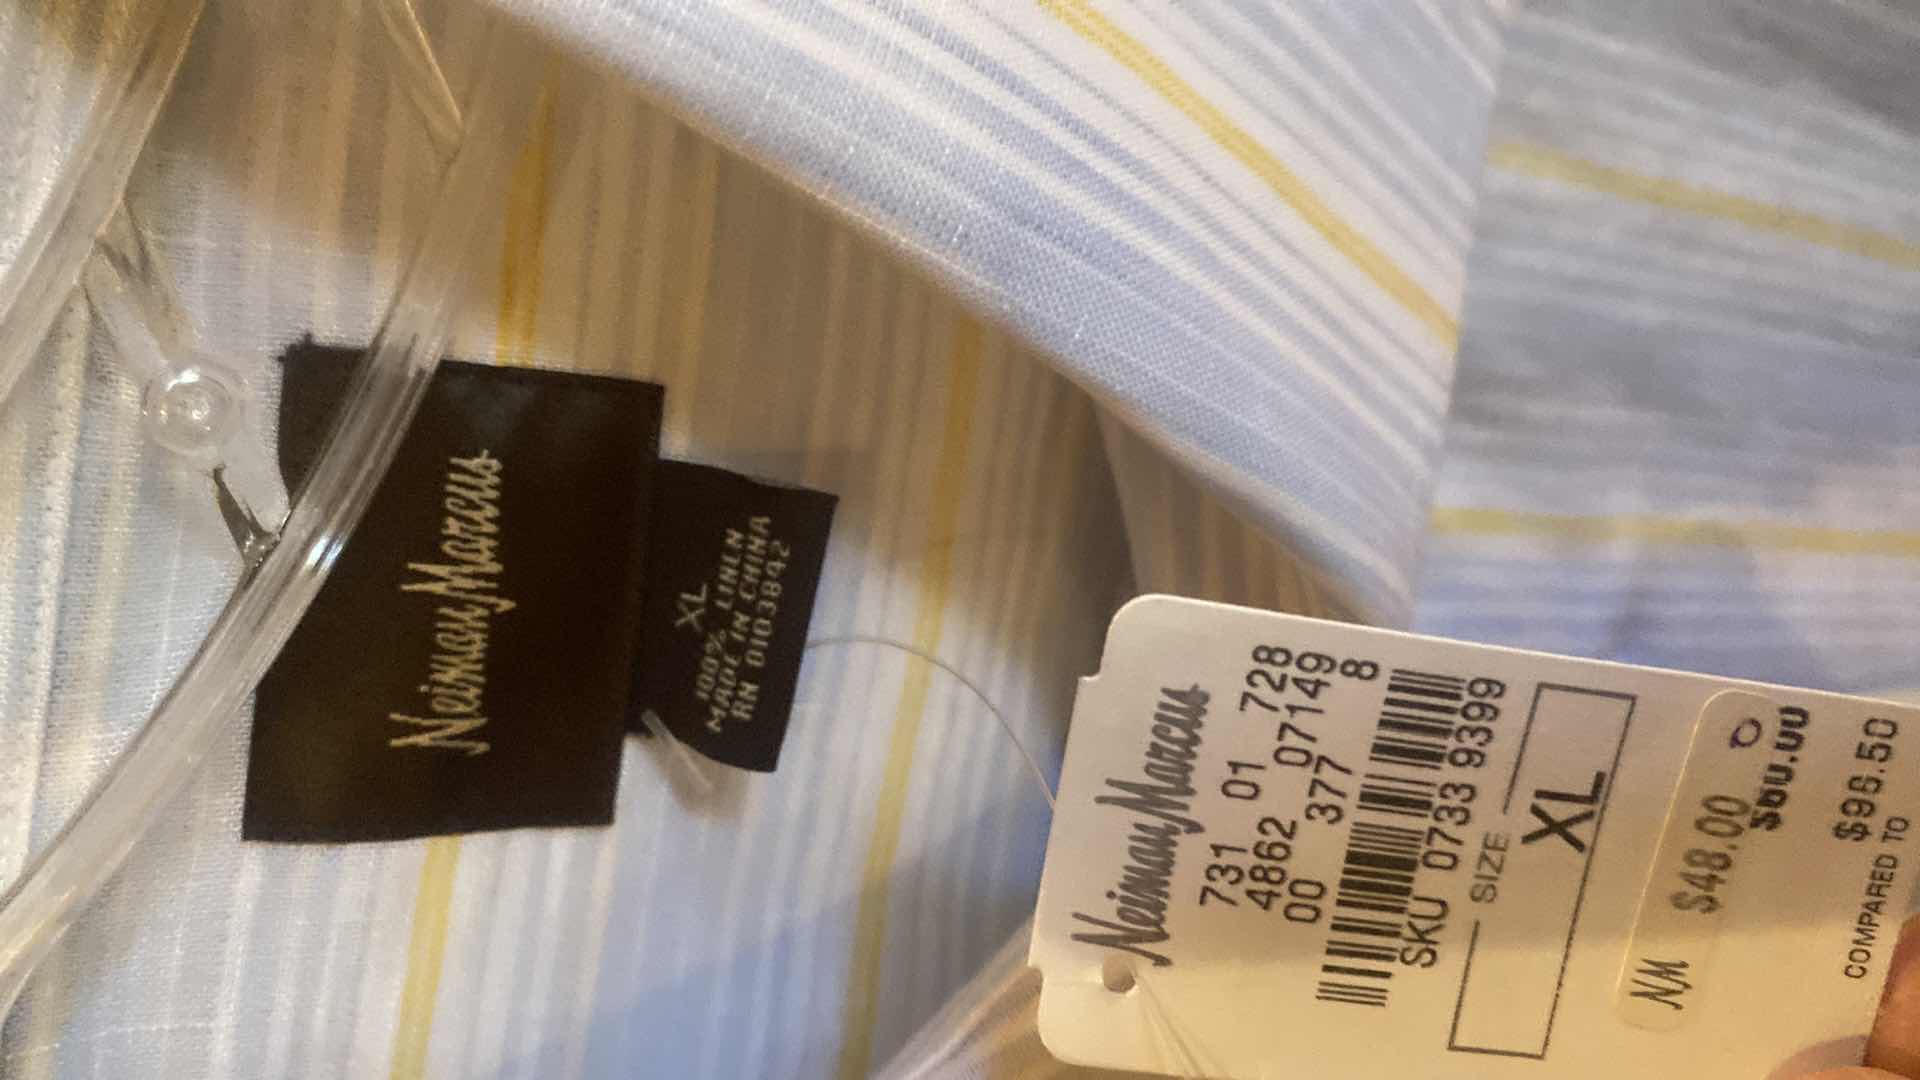 Neiman Marcus
XL
100% LINEN
MADE IN CHINA
RN 0103892
Neiman Marcus
731 01 728
4862 07149
00 377 8
SKU 0733 9399
SIZE
XL
NM $48.00
$60.00
$96.50
COMPARED TO